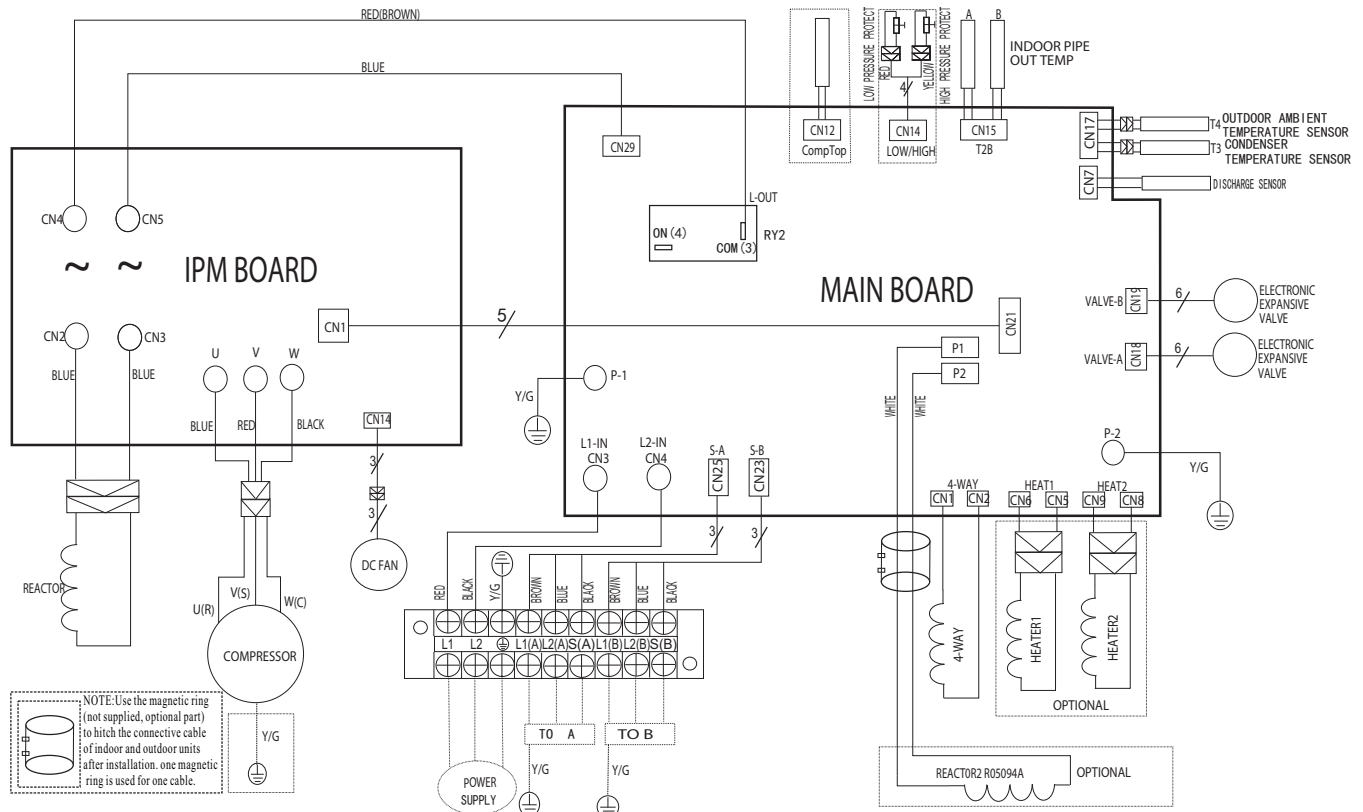 RED(BROWN)
BLUE
CN4
CN5
~
~
IPM BOARD
CN2
CN3
BLUE
BLUE
U
V
W
CN1
5
BLUE
RED
BLACK
CN14
3
3
DC FAN
REACTOR
U(R)
V(S)
W(C)
COMPRESSOR
Y/G
NOTE:Use the magnetic ring
(not supplied, optional part)
to hitch the connective cable
of indoor and outdoor units
after installation. one magnetic
ring is used for one cable.
CN12
CompTop
LOW PRESSURE PROTECT
RED
YELLOW
HIGH PRESSURE PROTECT
4
CN14
LOW/HIGH
A
B
INDOOR PIPE
OUT TEMP
CN15
T2B
CN17
T4
OUTDOOR AMBIENT
TEMPERATURE SENSOR
T3
CONDENSER
TEMPERATURE SENSOR
CN7
DISCHARGE SENSOR
CN29
L-OUT
ON (4)
COM (3)
RY2
MAIN BOARD
CN21
VALVE-B
CN19
6
ELECTRONIC
EXPANSIVE
VALVE
VALVE-A
CN18
6
ELECTRONIC
EXPANSIVE
VALVE
P1
P2
WHITE
WHITE
P-1
Y/G
P-2
Y/G
L1-IN
CN3
L2-IN
CN4
S-A
CN25
S-B
CN23
3
3
4-WAY
CN1
CN2
HEAT1
CN6
CN5
HEAT2
CN9
CN8
4-WAY
HEATER1
HEATER2
OPTIONAL
RED
BLACK
Y/G
BROWN
BLUE
BLACK
BROWN
BLUE
BLACK
L1
L2
L1(A)
L2(A)
S(A)
L1(B)
L2(B)
S(B)
TO A
TO B
Y/G
Y/G
POWER
SUPPLY
REACTOR2 R05094A
OPTIONAL